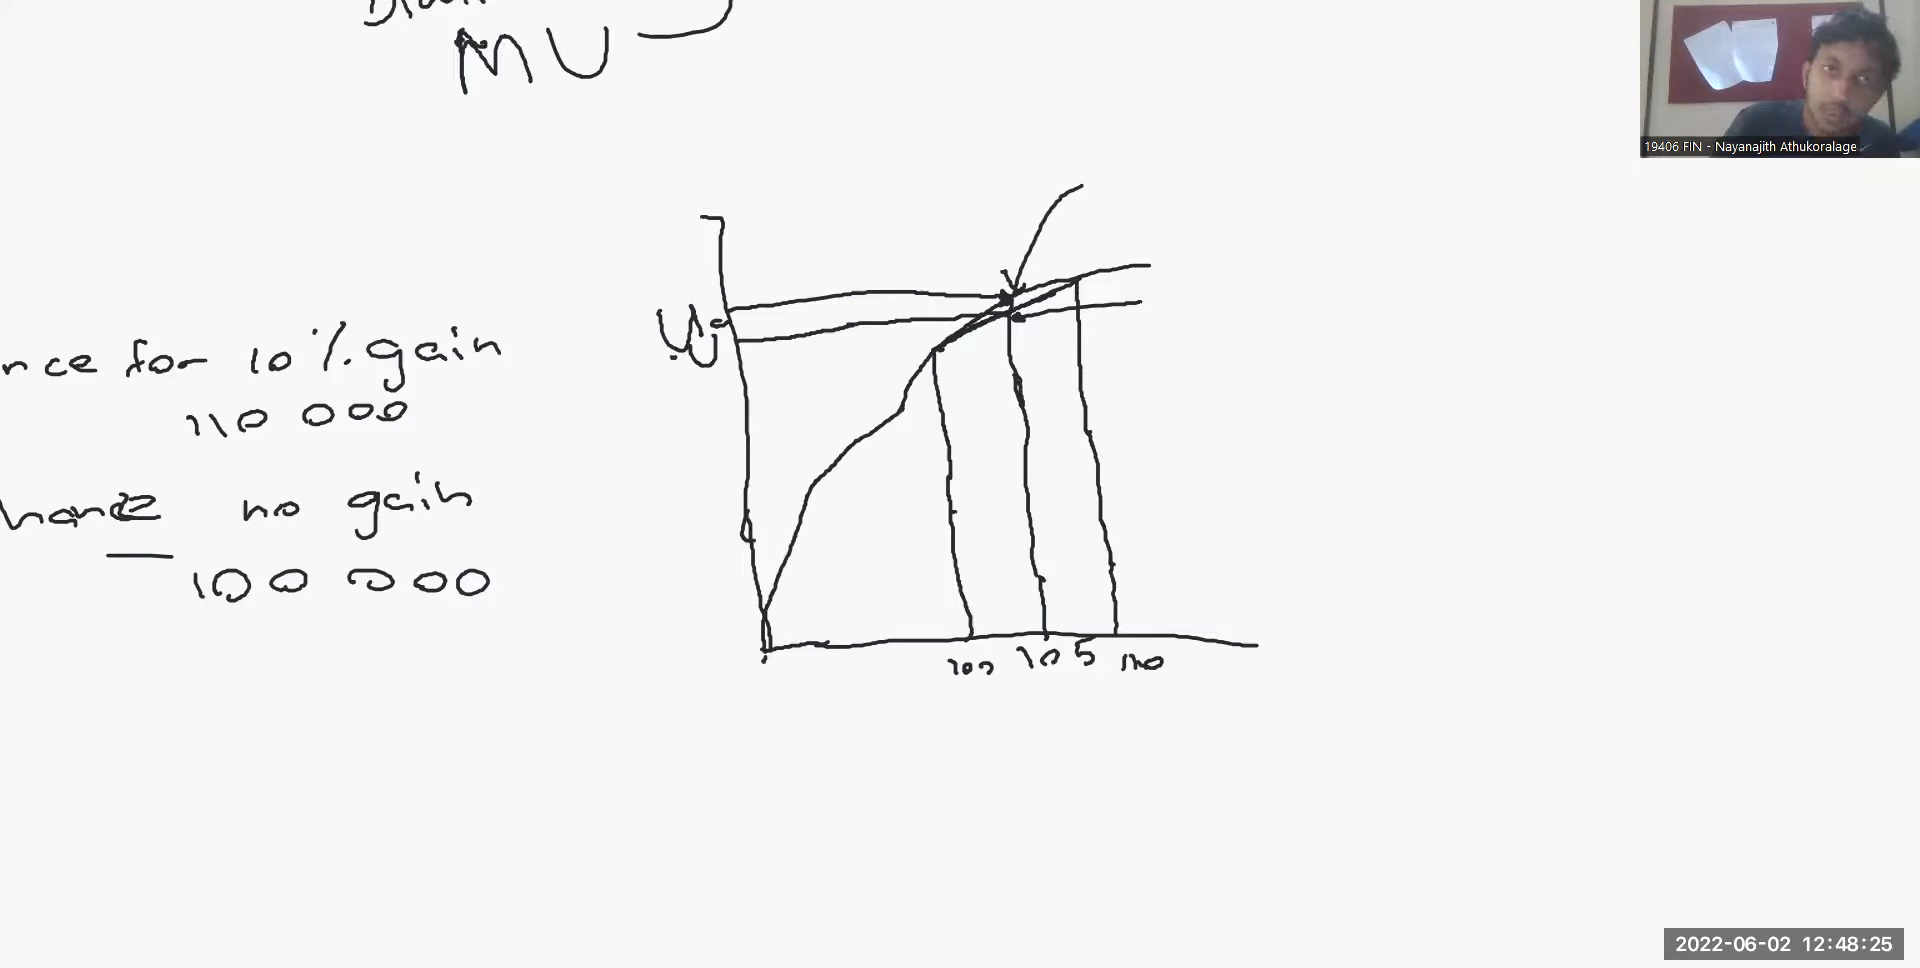 MU
19406 FIN - Nayanajith Athukoralage
nce for 10%. gain
110 000
hance no gain
100 000
100 105 110
2022-06-02 12:48:25